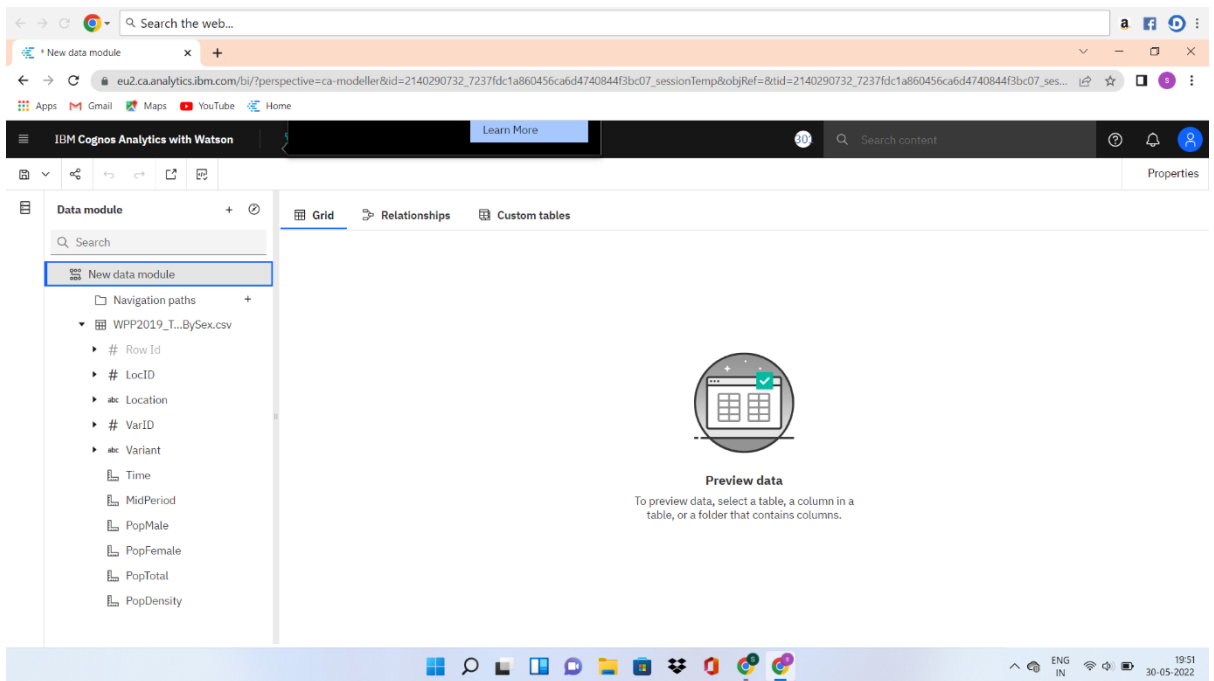 Search the web...
a
* New data module
eu2.ca.analytics.ibm.com/bi/?perspective=ca-modeller&id=2140290732_7237fdc1a860456ca6d4740844f3bc07_sessionTemp&objRef=&tid=2140290732_7237fdc1a860456ca6d4740844f3bc07_ses...
S
Apps Gmail Maps YouTube Home
IBM Cognos Analytics with Watson
Learn More
Search content
Properties
Data module
Grid Relationships Custom tables
Search
New data module
Navigation paths
WPP2019_T...BySex.csv
# Row Id
# LocID
abc Location
# VarID
abc Variant
Time
MidPeriod
PopMale
PopFemale
PopTotal
PopDensity
Preview data
To preview data, select a table, a column in a
table, or a folder that contains columns.
ENG
IN
19:51
30-05-2022